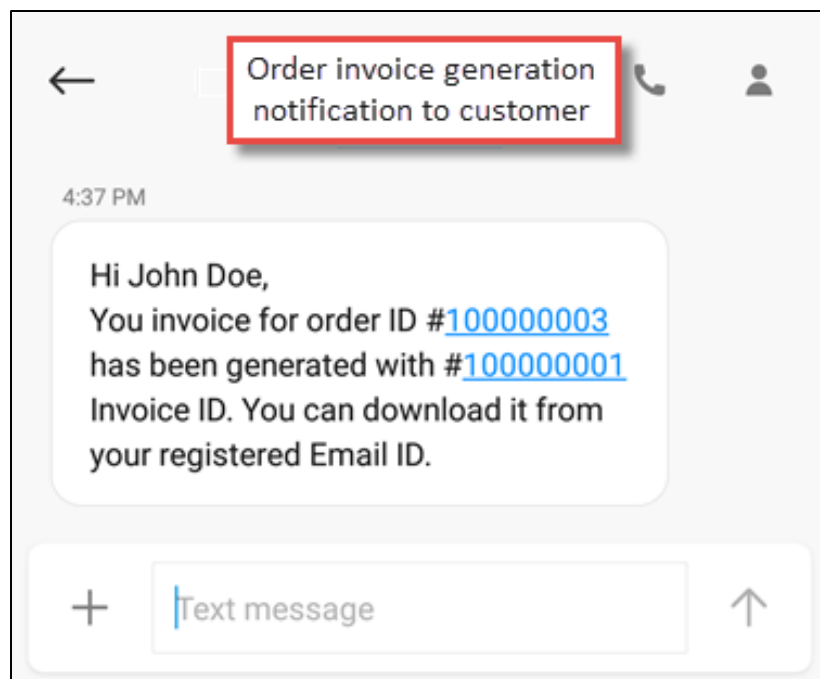 Order invoice generation
notification to customer
4:37 PM
Hi John Doe,
You invoice for order ID #100000003
has been generated with #100000001
Invoice ID. You can download it from
your registered Email ID.
Text message